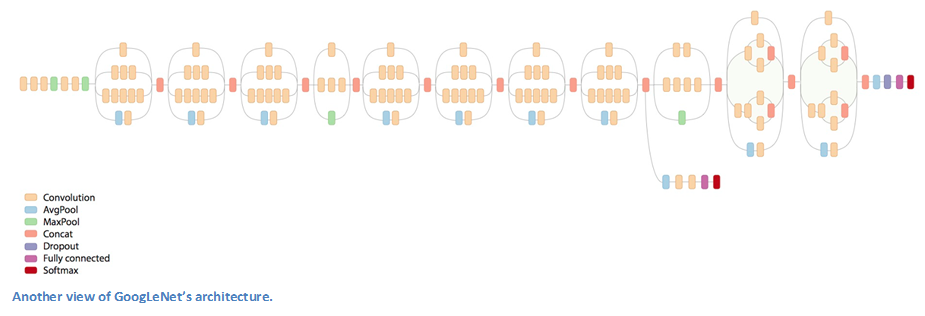 Convolution
AvgPool
MaxPool
Concat
Dropout
Fully connected
Softmax
Another view of GoogLeNet's architecture.